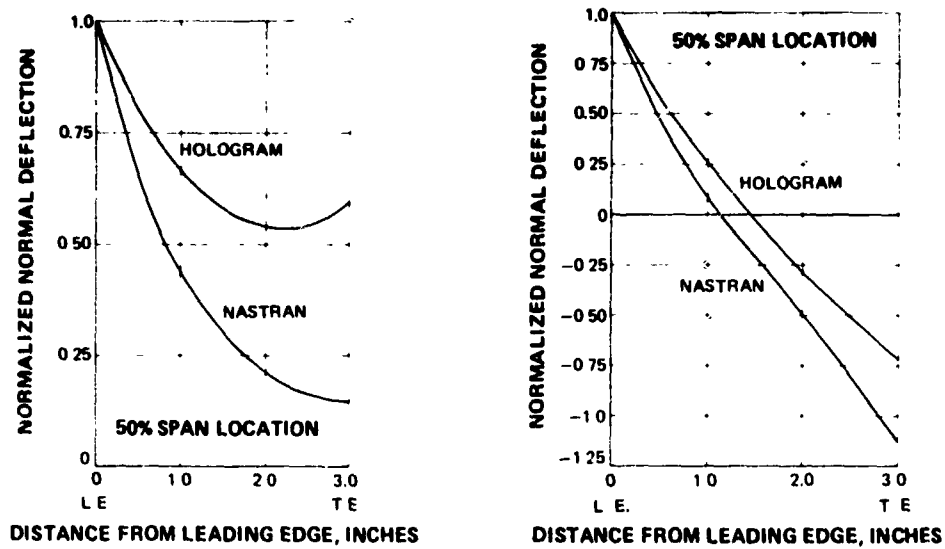 1.0
0.75
0.50
0.25
0
NORMALIZED NORMAL DEFLECTION
HOLOGRAM
NASTRAN
50% SPAN LOCATION
0 1 0 2 0 3.0
L E T E
DISTANCE FROM LEADING EDGE, INCHES
1.0
0 75
0.50
0.25
0
-0 25
-0 50
-0.75
-1 0
-1 25
NORMALIZED NORMAL DEFLECTION
50% SPAN LOCATION
HOLOGRAM
NASTRAN
0 1 0 2 0 3 0
L E. T E
DISTANCE FROM LEADING EDGE, INCHES